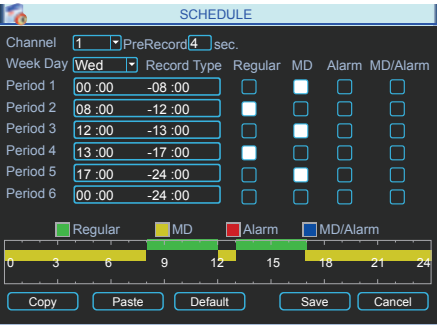 SCHEDULE
Channel 1 PreRecord 4 sec.
Week Day Wed Record Type Regular MD Alarm MD/Alarm
Period 1 00 :00 -08 :00
Period 2 08 :00 -12 :00
Period 3 12 :00 -13 :00
Period 4 13 :00 -17 :00
Period 5 17 :00 -24 :00
Period 6 00 :00 -24 :00
Regular MD Alarm MD/Alarm
0 3 6 9 12 15 18 21 24
Copy Paste Default Save Cancel